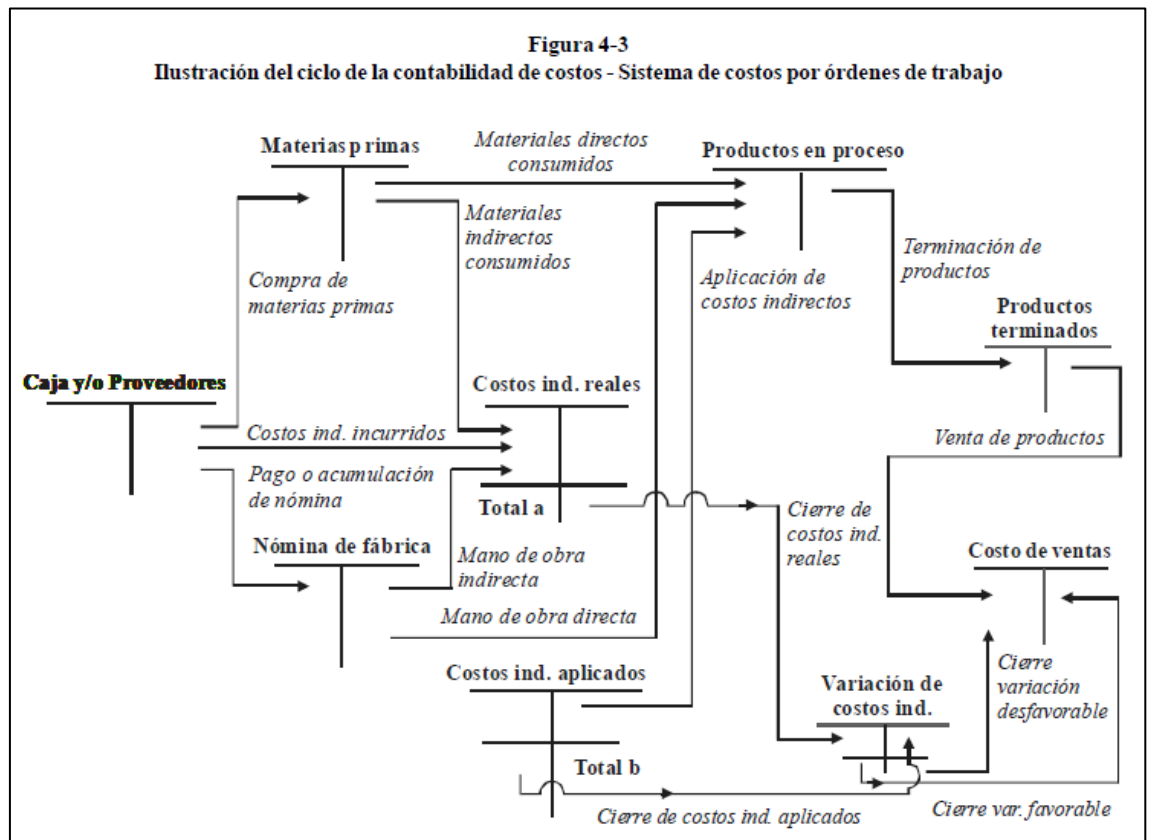 Figura 4-3
Ilustración del ciclo de la contabilidad de costos - Sistema de costos por órdenes de trabajo
Materias primas
Materiales directos
consumidos
Productos en proceso
Materiales
indirectos
consumidos
Compra de
materias primas
Aplicación de
costos indirectos
Terminación de
productos
Productos
terminados
Caja y/o Proveedores
Costos ind. reales
Costos ind. incurridos
Venta de productos
Pago o acumulación
de nómina
Total a
Cierre de
costos ind.
reales
Nómina de fábrica
Mano de obra
indirecta
Costo de ventas
Mano de obra directa
Costos ind. aplicados
Variación de
costos ind.
Cierre
variación
desfavorable
Total b
Cierre de costos ind. aplicados
Cierre var. favorable